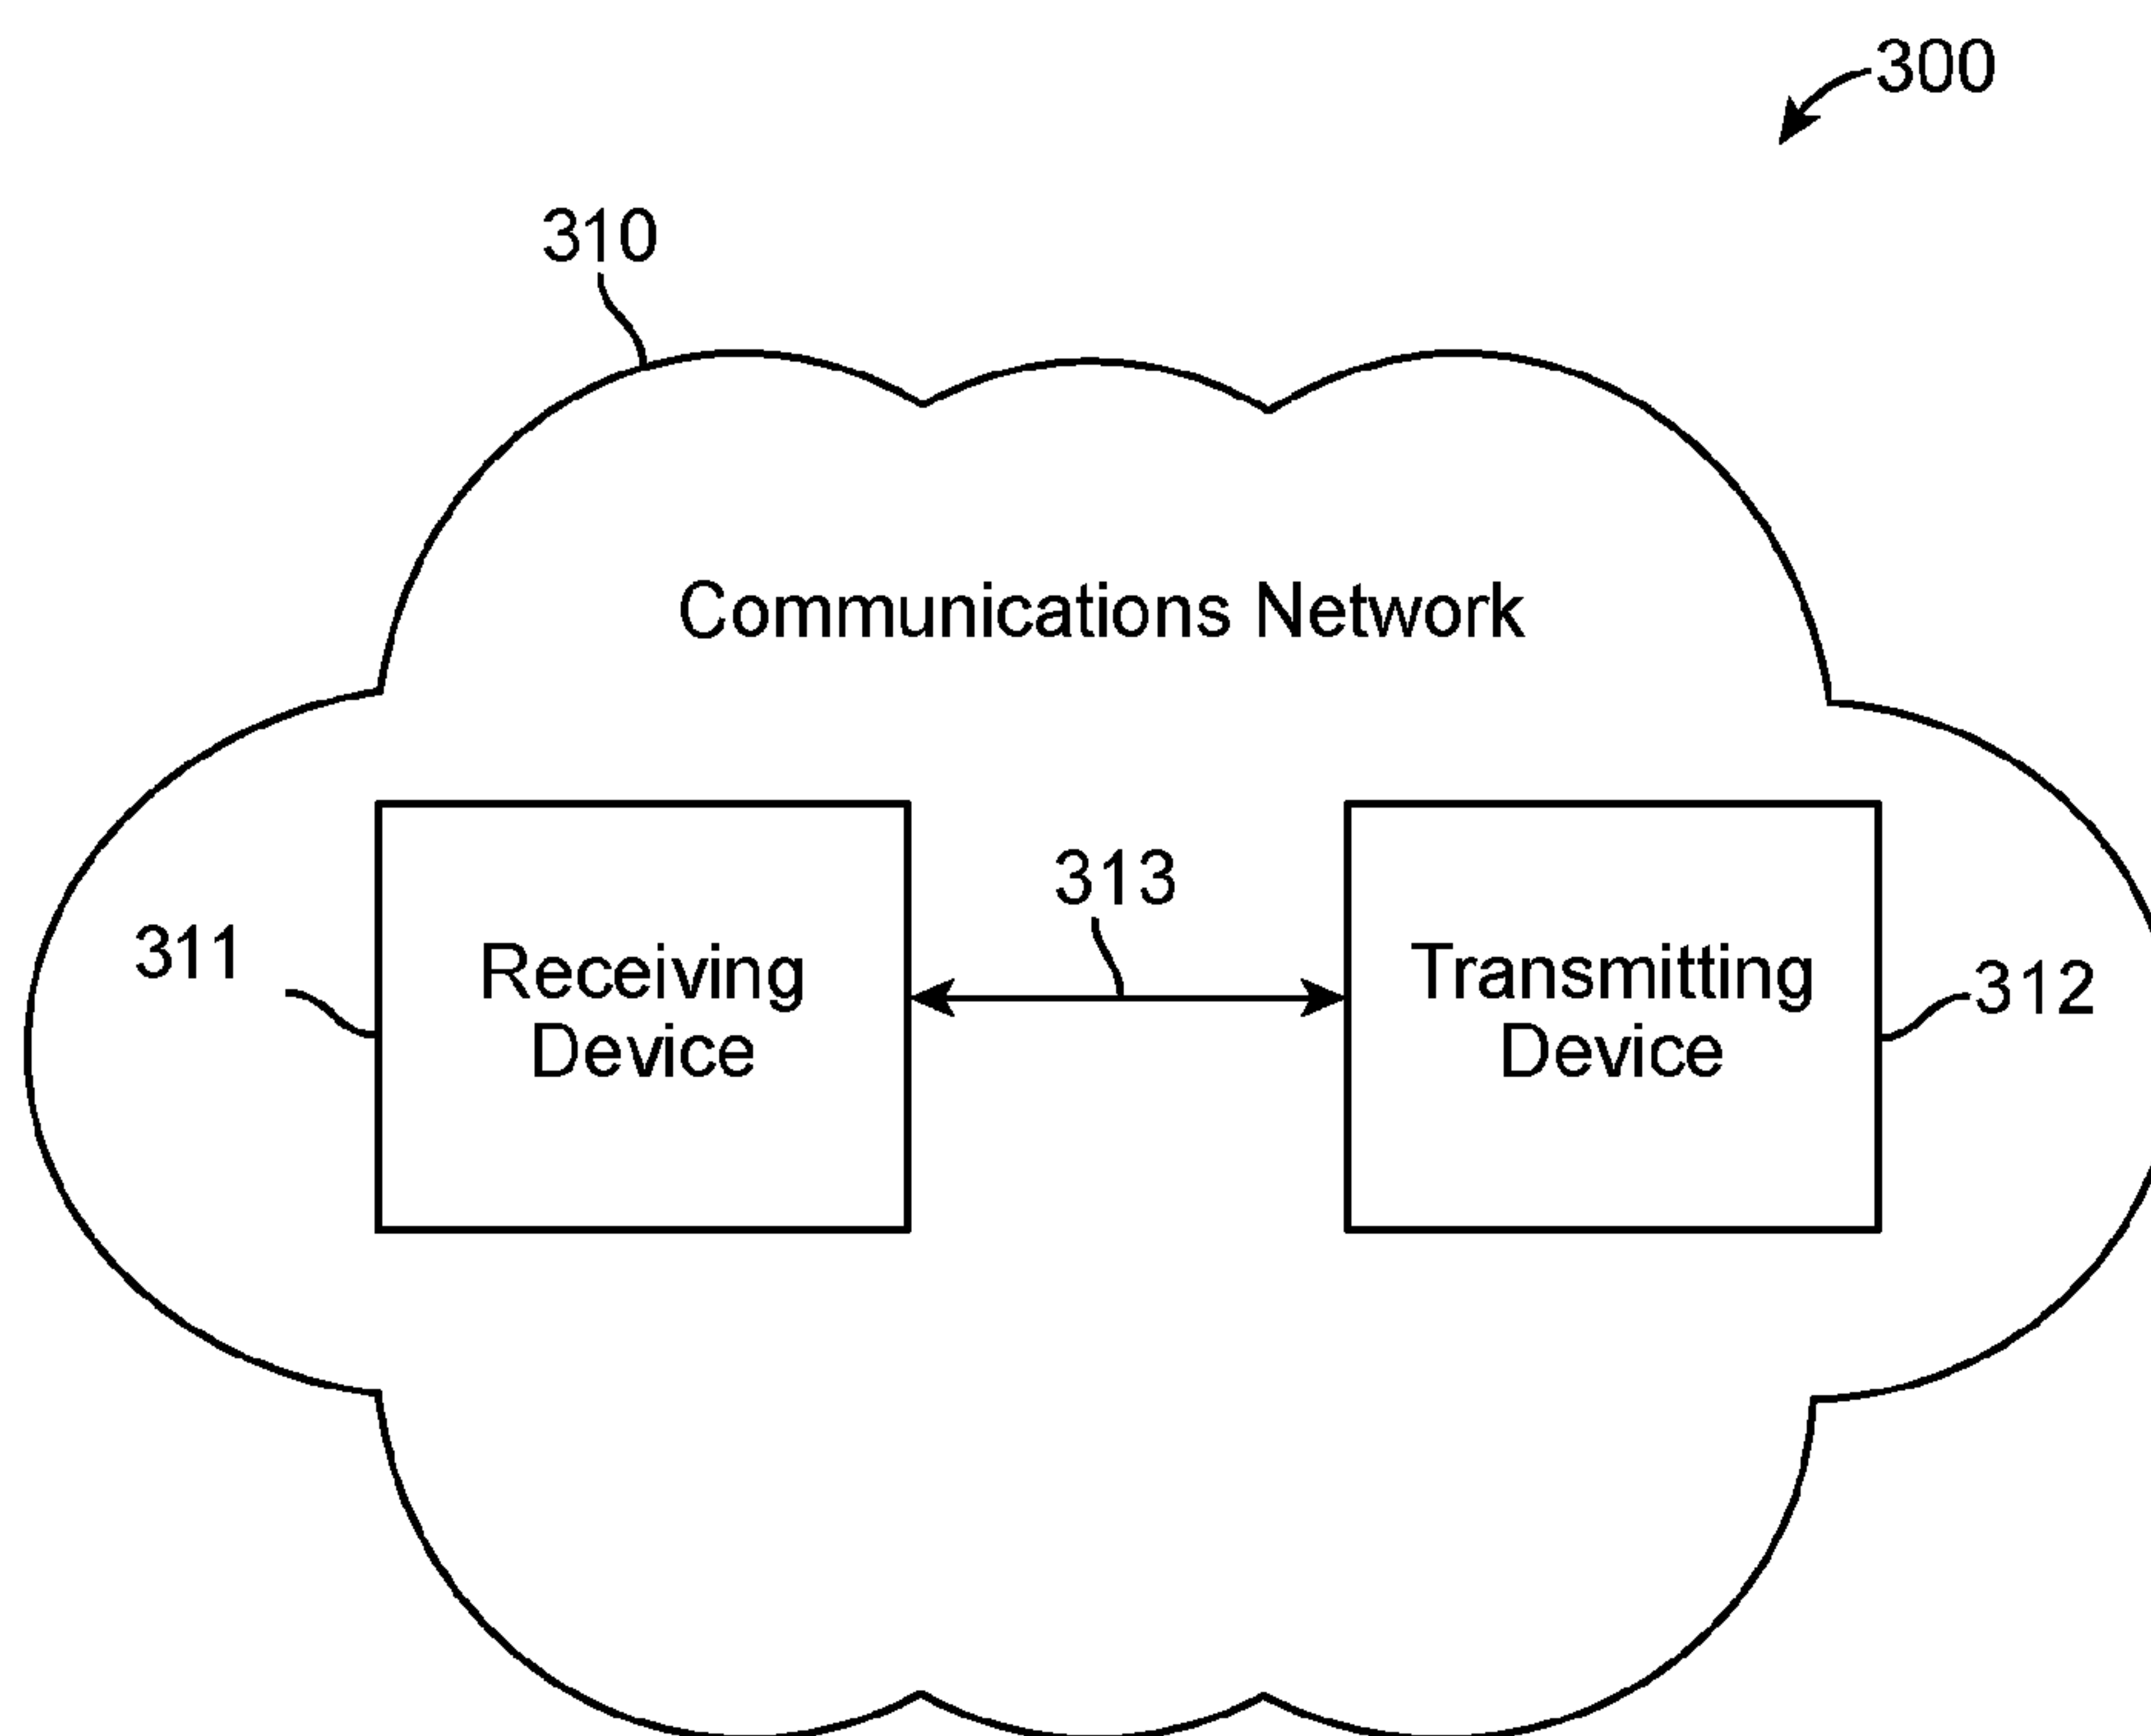 300
310
Communications Network
313
311
Receiving
Device
Transmitting
Device
312